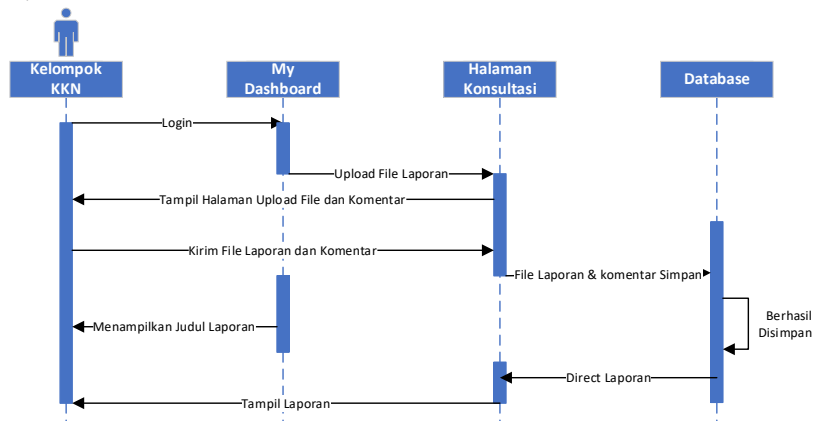 Kelompok
KKN
My
Dashboard
Halaman
Konsultasi
Database
Login
Upload File Laporan
Tampil Halaman Upload File dan Komentar
Kirim File Laporan dan Komentar
File Laporan & komentar Simpan
Berhasil
Disimpan
Menampilkan Judul Laporan
Direct Laporan
Tampil Laporan